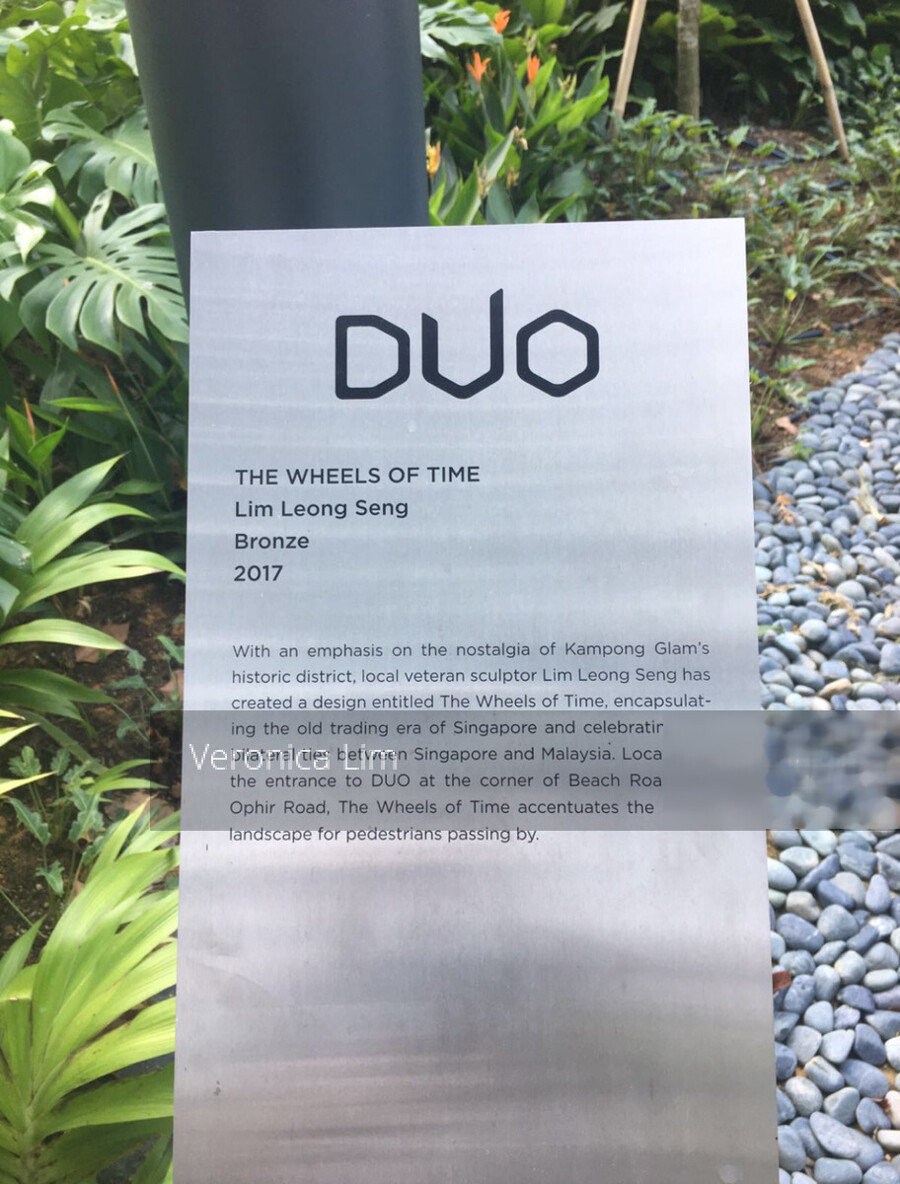 DUO
THE WHEELS OF TIME
Lim Leong Seng
Bronze
2017
With an emphasis on the nostalgia of Kampong Glam's
historic district, local veteran sculptor Lim Leong Seng has
created a design entitled The Wheels of Time, encapsulat-
ing the old trading era of Singapore and
bilateral ties between Singapore and Malaysia.
the entrance to DUO at the corner of Beach
Ophir Road, The Wheels of Time accentuates the
landscape for pedestrians passing by.
Veronica Lim